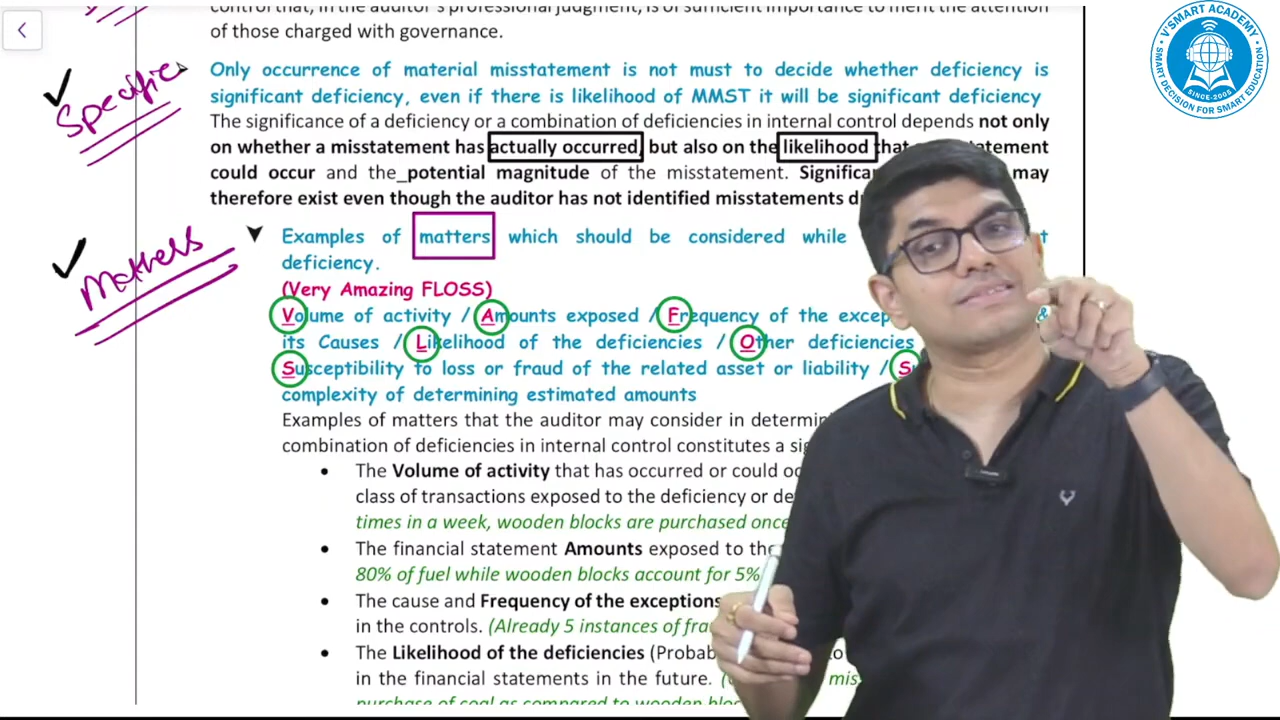 control that, in the auditor's professional judgment, is of sufficient importance to merit the attention
of those charged with governance.
Specific
Only occurrence of material misstatement is not must to decide whether deficiency is
significant deficiency, even if there is likelihood of MMST it will be significant deficiency
The significance of a deficiency or a combination of deficiencies in internal control depends not only
on whether a misstatement has actually occurred, but also on the likelihood that
could occur and the potential magnitude of the misstatement. may
therefore exist even though the auditor has not identified misstatements
Matters
Examples of matters which should be considered while
deficiency.
(Very Amazing FLOSS)
Volume of activity / Amounts exposed / Frequency of the &
its Causes / Likelihood of the deficiencies / Other deficiencies
Susceptibility to loss or fraud of the related asset or liability /
complexity of determining estimated amounts
Examples of matters that the auditor may consider in
combination of deficiencies in internal control constitutes a
The Volume of activity that has occurred or could
class of transactions exposed to the deficiency or
times in a week, wooden blocks are purchased once
The financial statement Amounts exposed to the
80% of fuel while wooden blocks account for 5%
The cause and Frequency of the exceptions
in the controls. (Already 5 instances of
The Likelihood of the deficiencies
in the financial statements in the future.
purchase of coal as compared to wooden
V'SMART ACADEMY
SINCE-2005
SMART DECISION FOR SMART EDUCATION